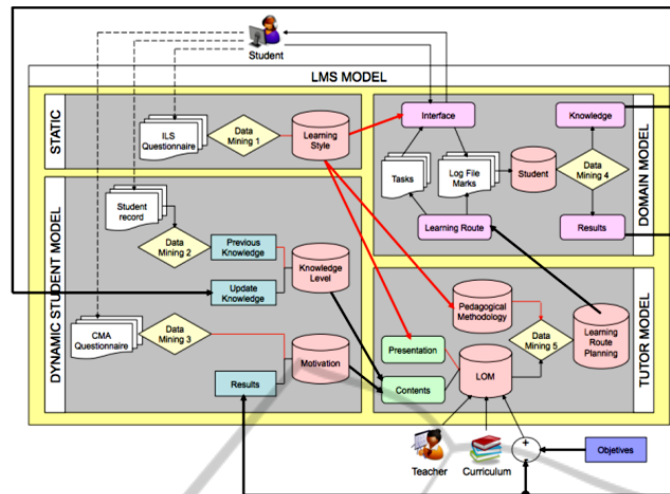 Student
LMS MODEL
STATIC
ILS
Questionnaire
Data
Mining 1
Learning
Style
DYNAMIC STUDENT MODEL
Student
record
Data
Mining 2
Previous
Knowledge
Update
Knowledge
Knowledge
Level
CMA
Questionnaire
Data
Mining 3
Results
Motivation
DOMAIN MODEL
Interface
Knowledge
Tasks
Log File
Marks
Student
Data
Mining 4
Learning Route
Results
TUTOR MODEL
Pedagogical
Methodology
Presentation
Data
Mining 5
Learning
Route
Planning
Contents
LOM
Teacher
Curriculum
+
-
Objetives